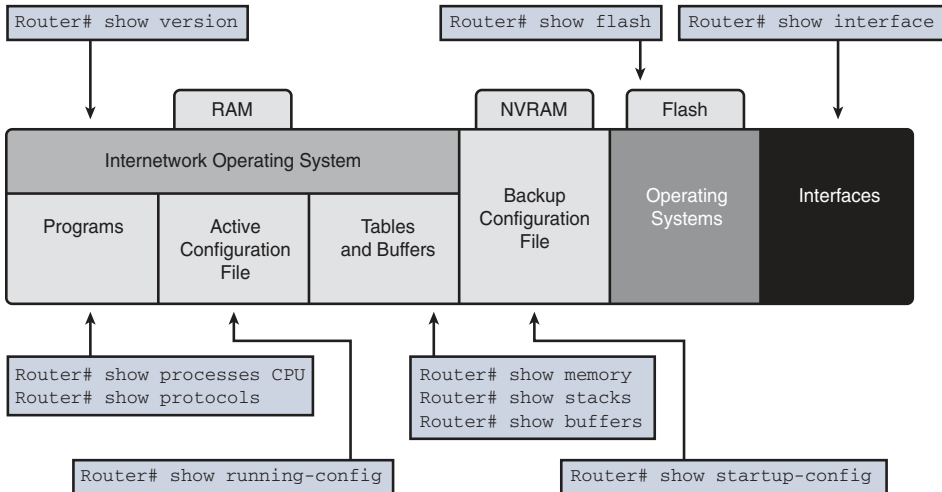 Router# show version
Router# show flash
Router# show interface
RAM
NVRAM
Flash
Internetwork Operating System
Programs
Active
Configuration
File
Tables
and Buffers
Backup
Configuration
File
Operating
Systems
Interfaces
Router# show processes CPU
Router# show protocols
Router# show memory
Router# show stacks
Router# show buffers
Router# show running-config
Router# show startup-config